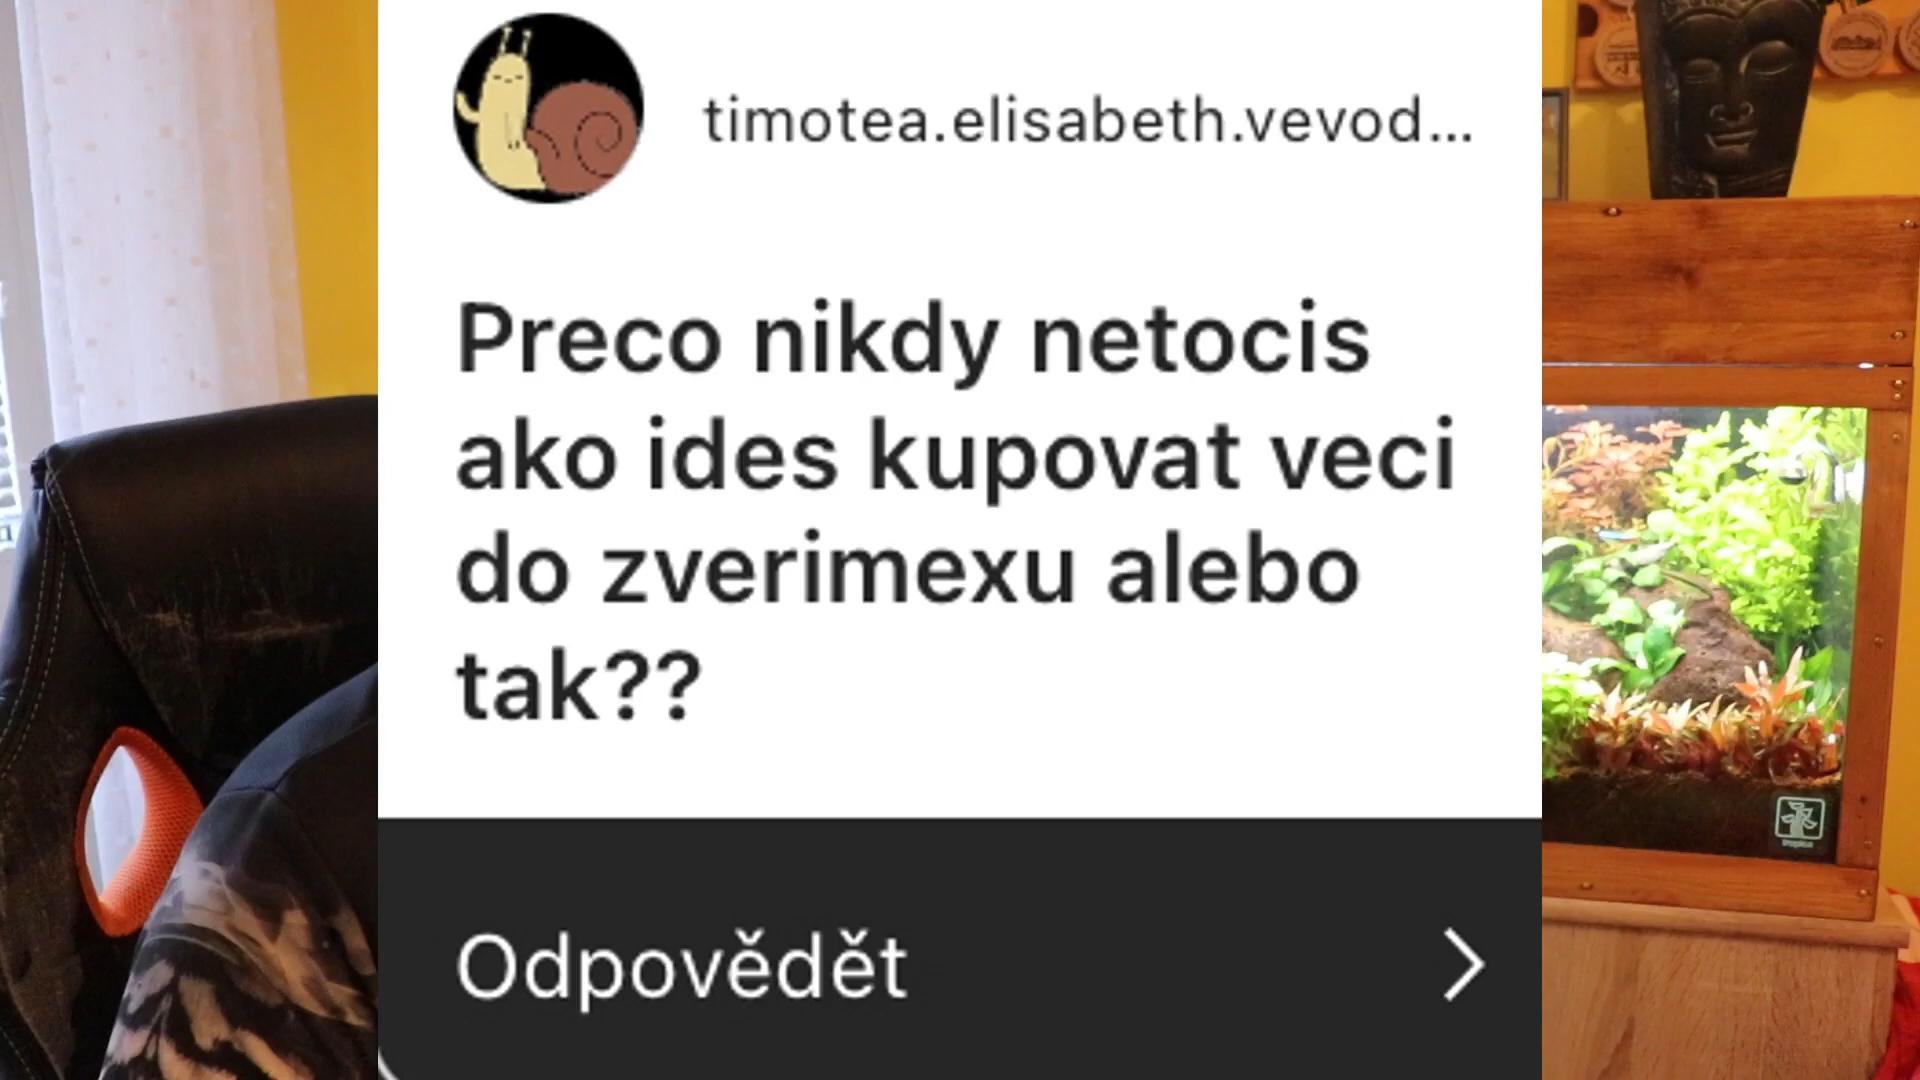 timotea.elisabeth.vevod...
Preco nikdy netocis
ako ides kupovat veci
do zverimexu alebo
tak??
Odpovědět